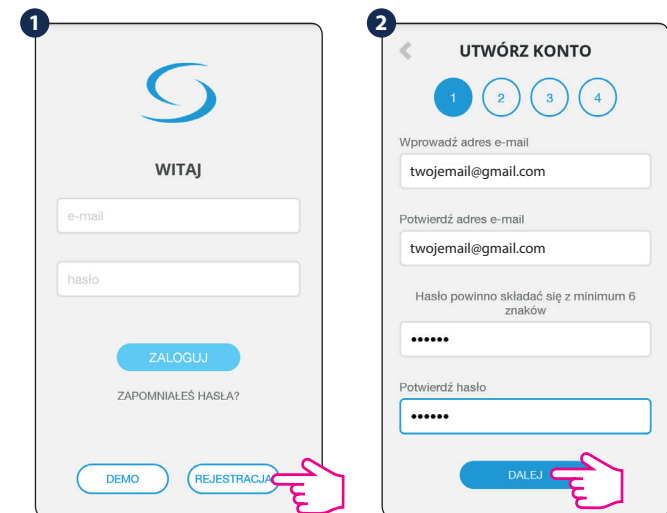 1
WITAJ
e-mail
hasło
ZALOGUJ
ZAPOMNIAŁEŚ HASŁA?
DEMO
REJESTRACJA
2
UTWÓRZ KONTO
1 2 3 4
Wprowadź adres e-mail
twojemail@gmail.com
Potwierdź adres e-mail
twojemail@gmail.com
Hasło powinno składać się z minimum 6
znaków
••••••
Potwierdź hasło
••••••
DALEJ